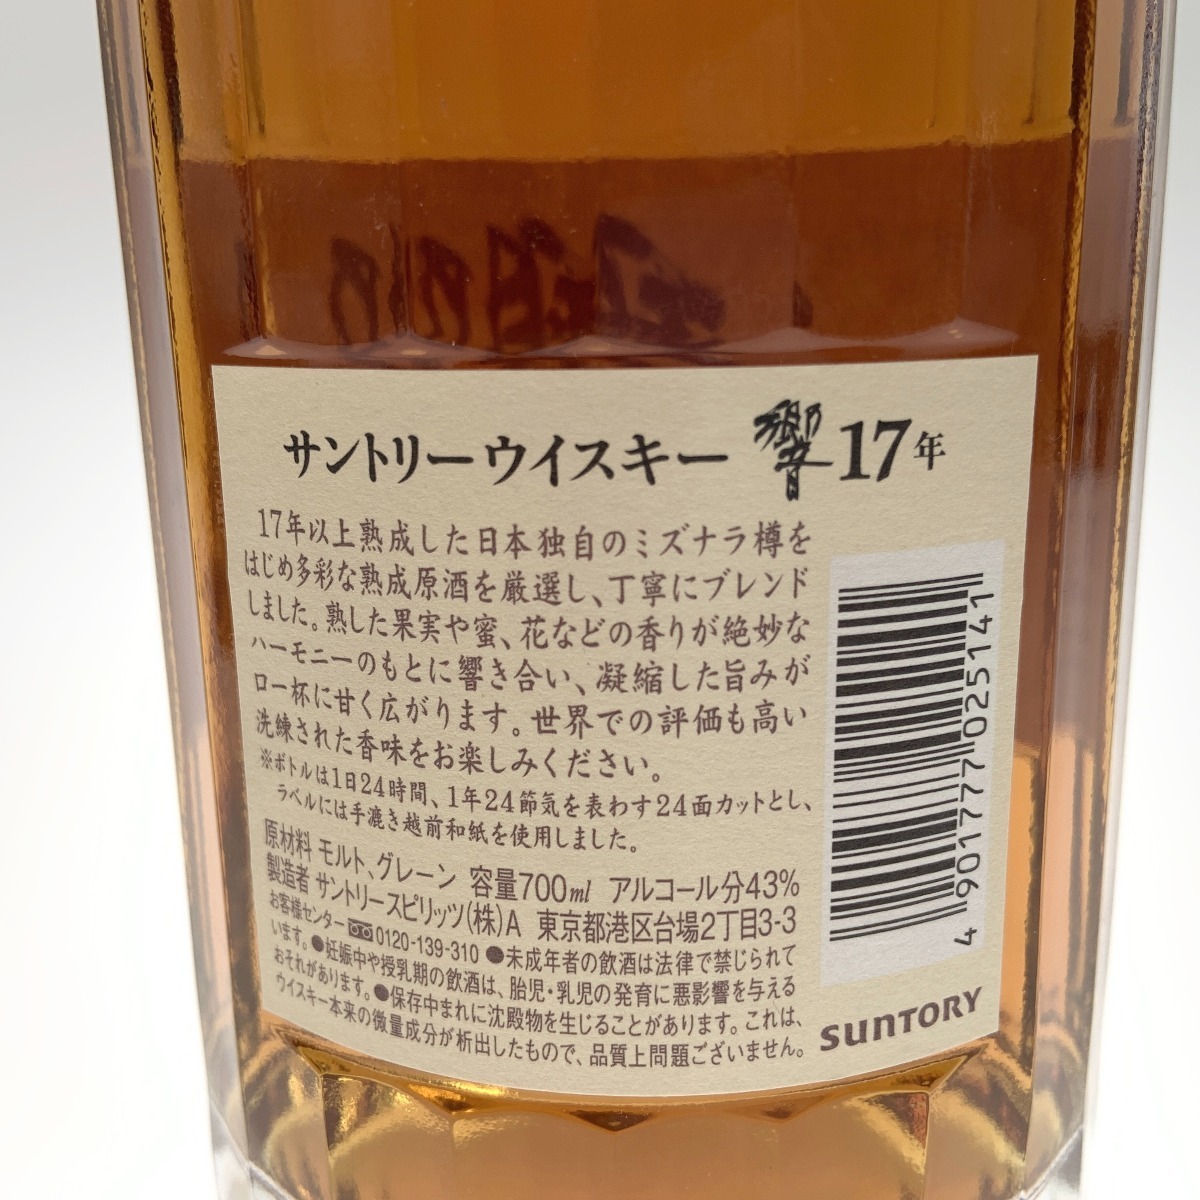 サントリーウイスキー 響 17年
17年以上熟成した日本独自のミズナラ樽を
はじめ多彩な熟成原酒を厳選し、丁寧にブレンド
しました。熟した果実や蜜、花などの香りが絶妙な
ハーモニーのもとに響き合い、凝縮した旨みが
口一杯に甘く広がります。世界での評価も高い
洗練された香味をお楽しみください。
※ボトルは1日24時間、1年24節気を表わす24面カットとし、
ラベルには手漉き越前和紙を使用しました。
原材料 モルト、グレーン 容量700ml アルコール分43%
製造者 サントリースピリッツ(株)A 東京都港区台場2丁目3-3
お客様センター 0120-139-310 ●未成年者の飲酒は法律で禁じられて
います。●妊娠中や授乳期の飲酒は、胎児・乳児の発育に悪影響を与える
おそれがあります。●保存中まれに沈殿物を生じることがあります。これは、
ウイスキー本来の微量成分が析出したもので、品質上問題ございません。
4 901777 025141
SUNTORY